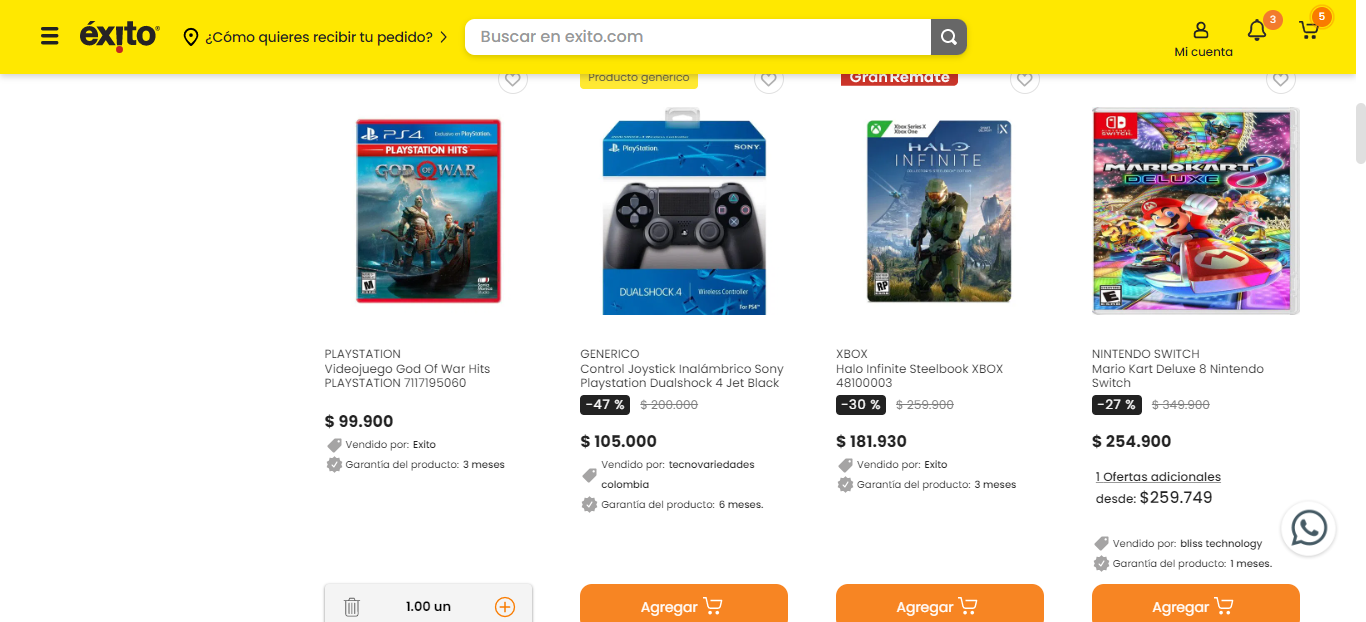 éxito
¿Cómo quieres recibir tu pedido?
Buscar en exito.com
Mi cuenta
3
5
Producto genérico
Gran Remate
PS4
Exclusivo en PlayStation.
PLAYSTATION HITS
GOD OF WAR
M
PlayStation
SONY
DUALSHOCK 4
Wireless Controller
for PS4
Xbox Series X
Xbox One
X
HALO
INFINITE
RP
NINTENDO
SWITCH
MARIOKART 8
DELUXE
E
PLAYSTATION
Videojuego God Of War Hits
PLAYSTATION 7117195060
$ 99.900
Vendido por: Exito
Garantía del producto: 3 meses
1.00 un
GENERICO
Control Joystick Inalámbrico Sony
Playstation Dualshock 4 Jet Black
-47 % $ 200.000
$ 105.000
Vendido por: tecnovariedades
colombia
Garantía del producto: 6 meses.
Agregar
XBOX
Halo Infinite Steelbook XBOX
48100003
-30 % $ 259.900
$ 181.930
Vendido por: Exito
Garantía del producto: 3 meses
Agregar
NINTENDO SWITCH
Mario Kart Deluxe 8 Nintendo
Switch
-27 % $ 349.900
$ 254.900
1 Ofertas adicionales
desde: $259.749
Vendido por: bliss technology
Garantía del producto: 1 meses.
Agregar